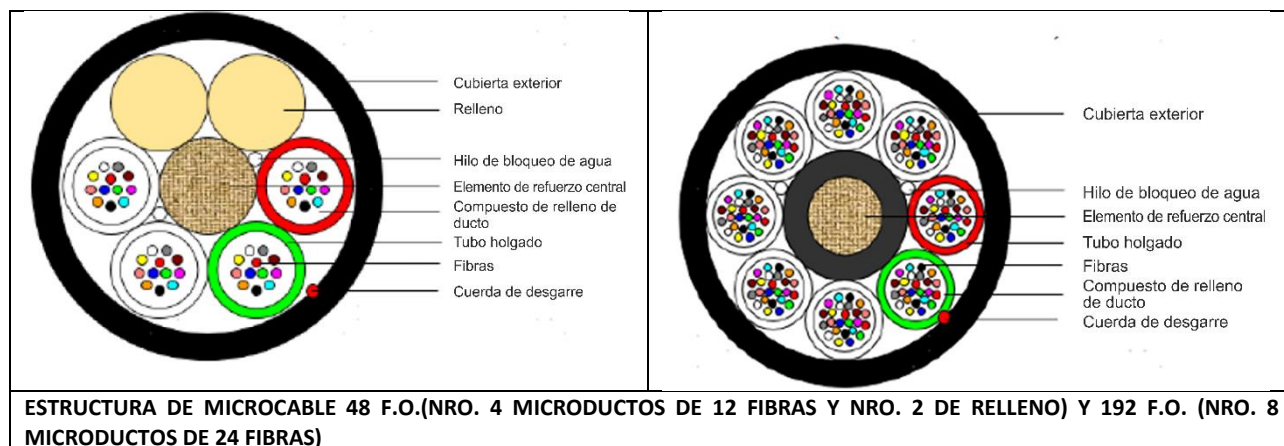 Cubierta exterior
Relleno
Hilo de bloqueo de agua
Elemento de refuerzo central
Compuesto de relleno de
ducto
Tubo holgado
Fibras
Cuerda de desgarre
Cubierta exterior
Hilo de bloqueo de agua
Elemento de refuerzo central
Tubo holgado
Fibras
Compuesto de relleno
de ducto
Cuerda de desgarre
ESTRUCTURA DE MICROCABLE 48 F.O.(NRO. 4 MICRODUCTOS DE 12 FIBRAS Y NRO. 2 DE RELLENO) Y 192 F.O. (NRO. 8
MICRODUCTOS DE 24 FIBRAS)